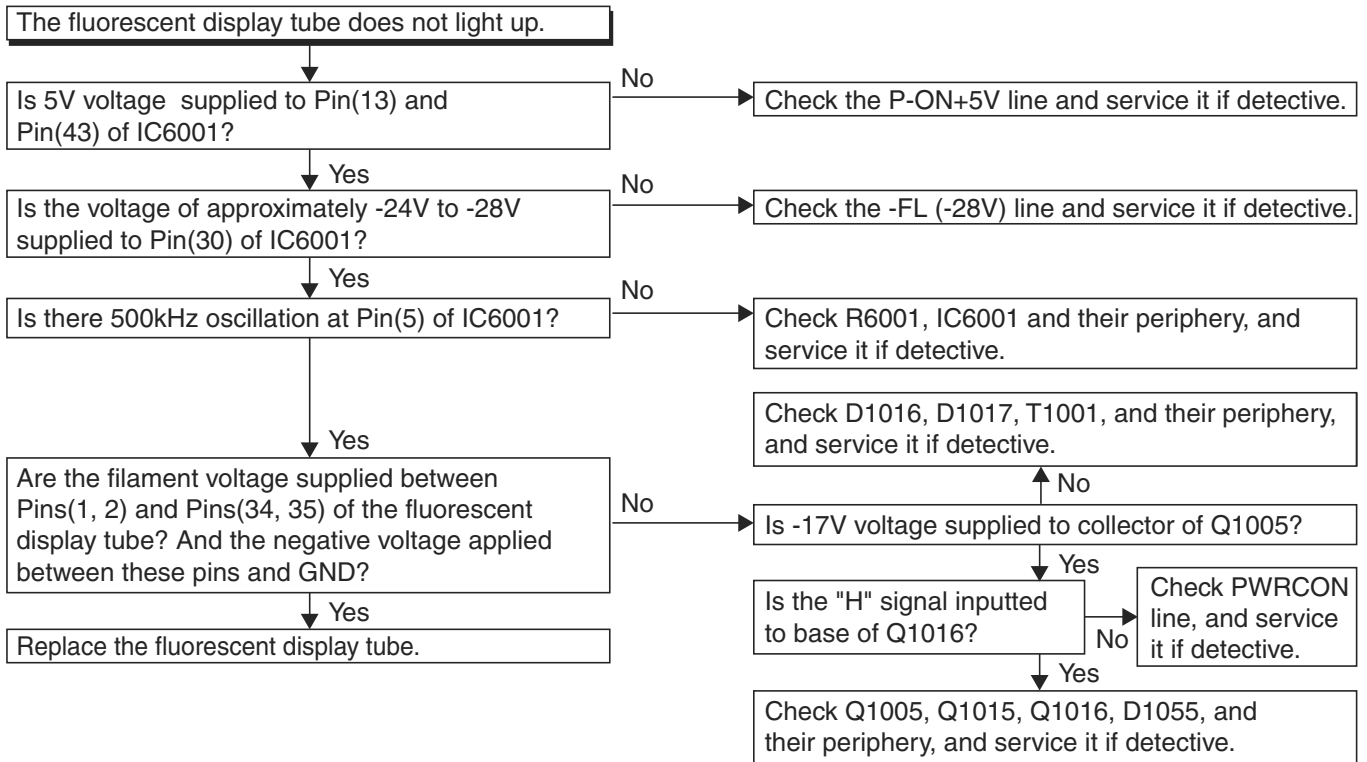 The fluorescent display tube does not light up.
Is 5V voltage supplied to Pin(13) and
Pin(43) of IC6001?
No
Check the P-ON+5V line and service it if detective.
Yes
Is the voltage of approximately -24V to -28V
supplied to Pin(30) of IC6001?
No
Check the -FL (-28V) line and service it if detective.
Yes
Is there 500kHz oscillation at Pin(5) of IC6001?
No
Check R6001, IC6001 and their periphery, and
service it if detective.
Yes
Are the filament voltage supplied between
Pins(1, 2) and Pins(34, 35) of the fluorescent
display tube? And the negative voltage applied
between these pins and GND?
No
Check D1016, D1017, T1001, and their periphery,
and service it if detective.
No
Is -17V voltage supplied to collector of Q1005?
Yes
Is the "H" signal inputted
to base of Q1016?
No
Check PWRCON
line, and service
it if detective.
Yes
Check Q1005, Q1015, Q1016, D1055, and
their periphery, and service it if detective.
Yes
Replace the fluorescent display tube.